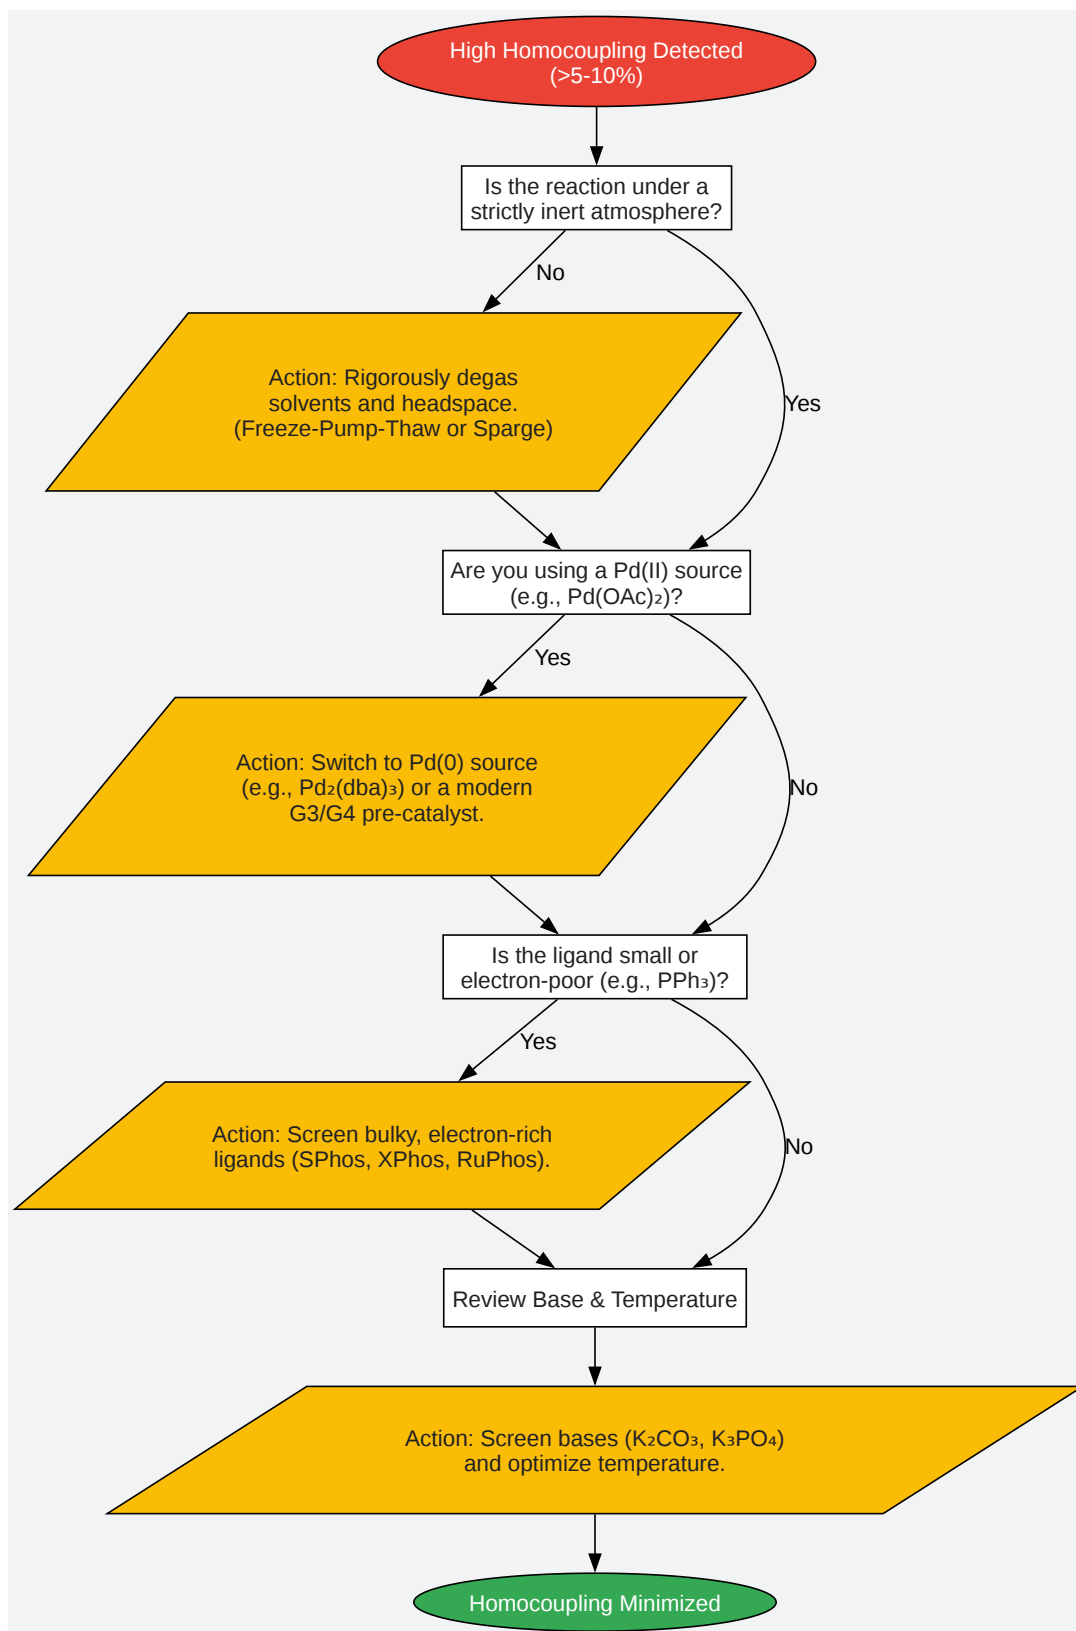 High Homocoupling Detected
(>5-10%)
Is the reaction under a
strictly inert atmosphere?
No
Action: Rigorously degas
solvents and headspace.
(Freeze-Pump-Thaw or Sparge)
Yes
Are you using a Pd(II) source
(e.g., Pd(OAc)₂)?
Yes
Action: Switch to Pd(0) source
(e.g., Pd₂(dba)₃) or a modern
G3/G4 pre-catalyst.
No
Is the ligand small or
electron-poor (e.g., PPh₃)?
Yes
Action: Screen bulky, electron-rich
ligands (SPhos, XPhos, RuPhos).
No
Review Base & Temperature
Action: Screen bases (K₂CO₃, K₃PO₄)
and optimize temperature.
Homocoupling Minimized